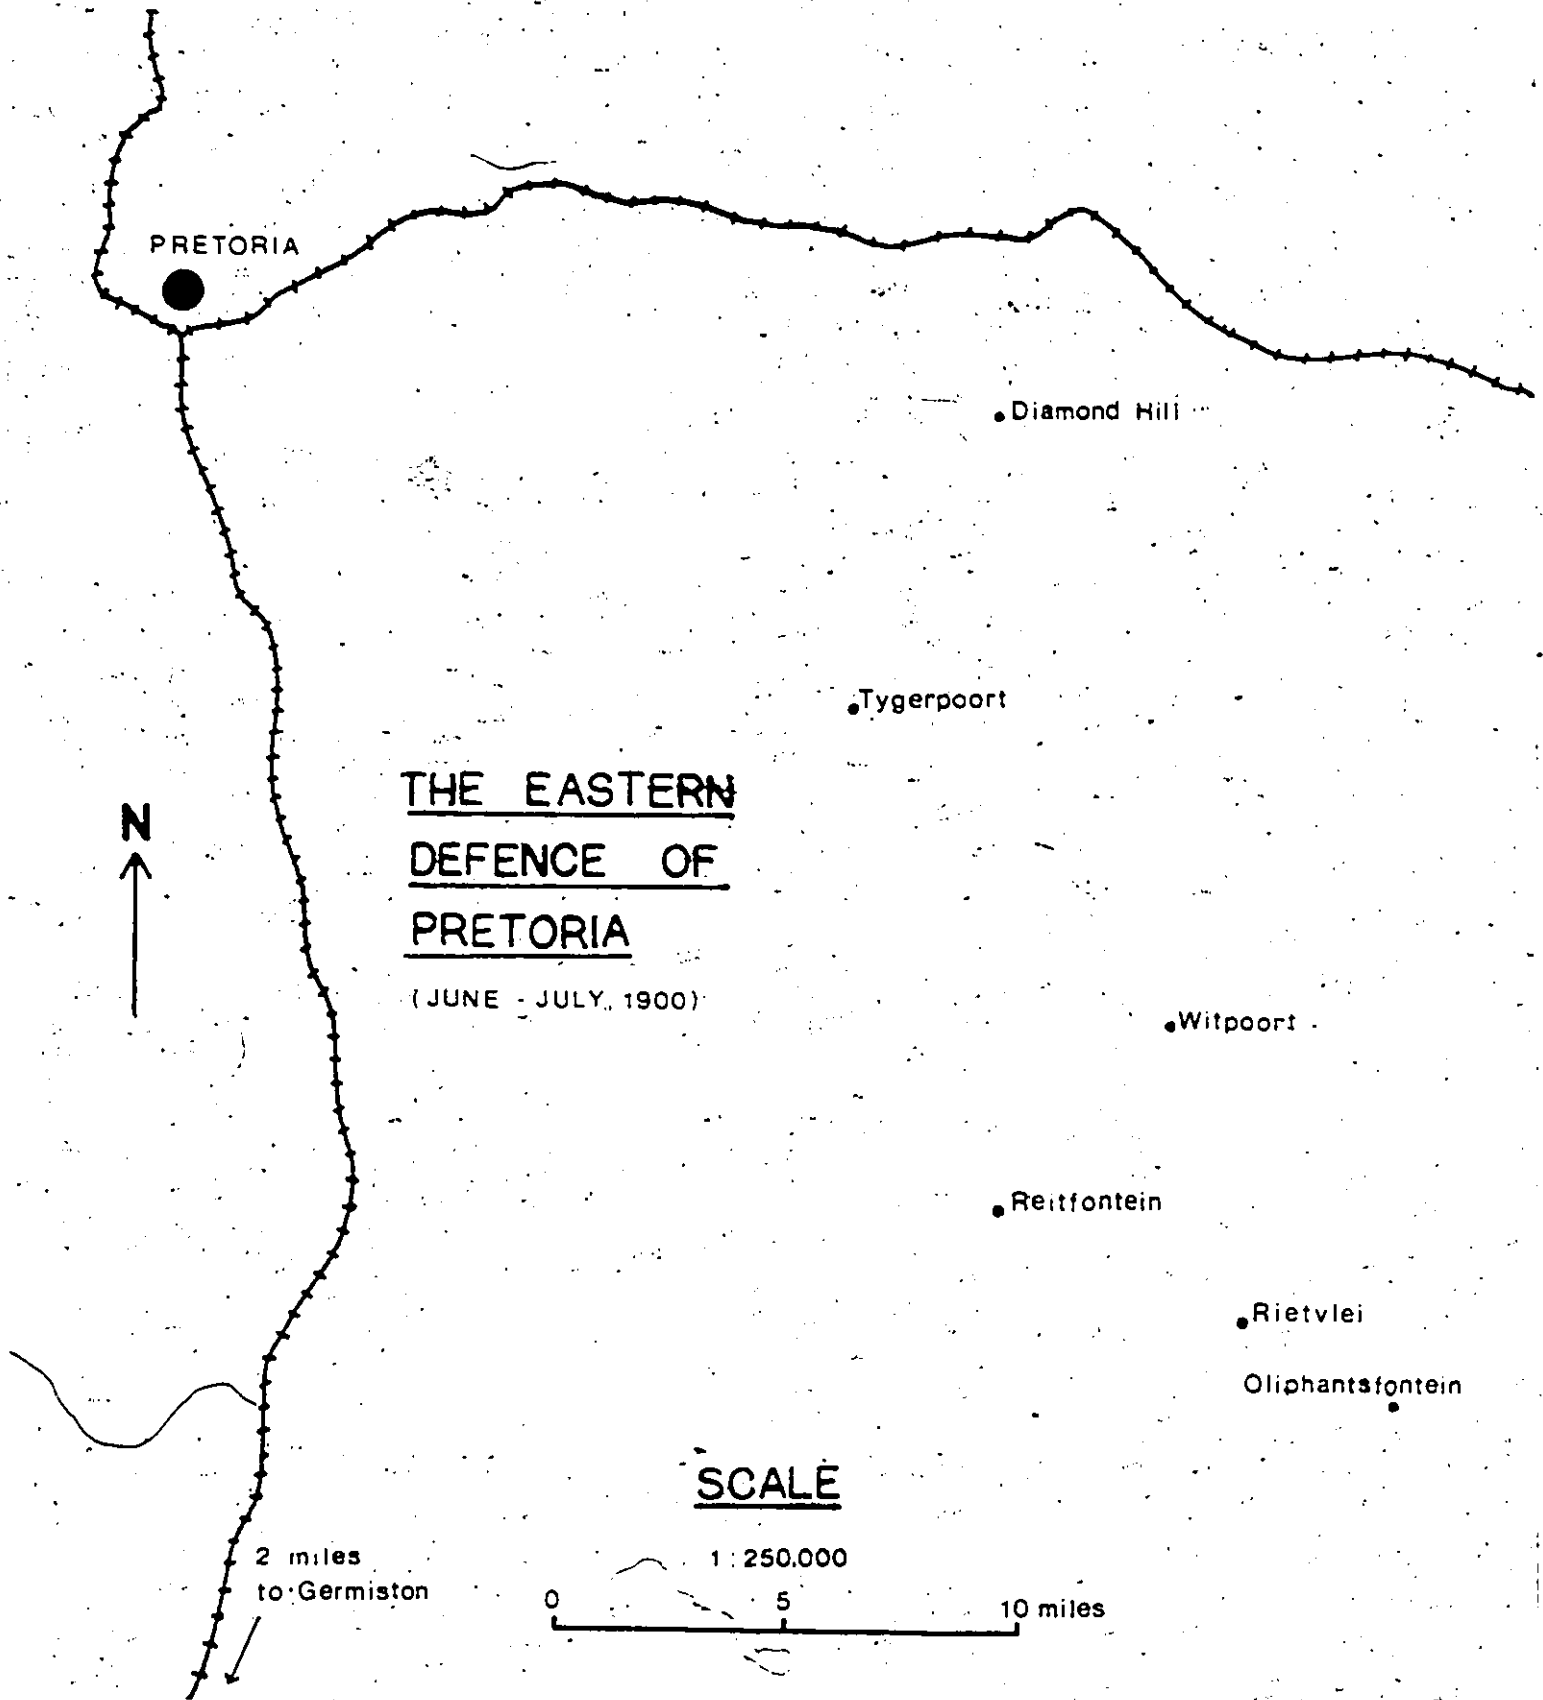 PRETORIA
Diamond Hill
Tygerpoort
THE EASTERN
DEFENCE OF
PRETORIA
(JUNE - JULY, 1900)
N
Witpoort
Reitfontein
Rietvlei
Oliphantsfontein
SCALE
1:250.000
2 miles
to Germiston
0 5 10 miles